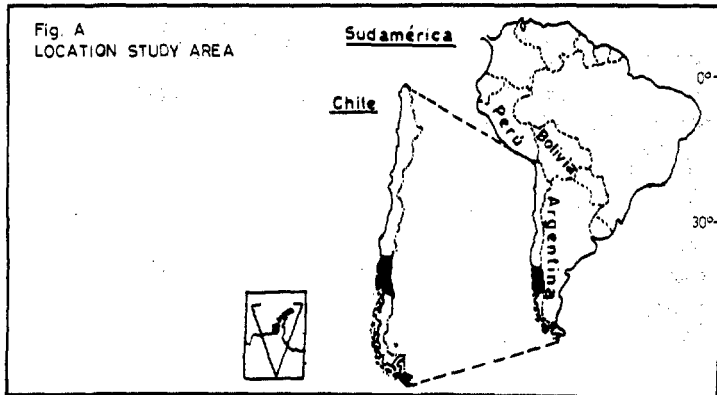 Fig. A
LOCATION STUDY AREA
Sudamérica
Chile
Perú
Bolivia
Argentina
0°
30°